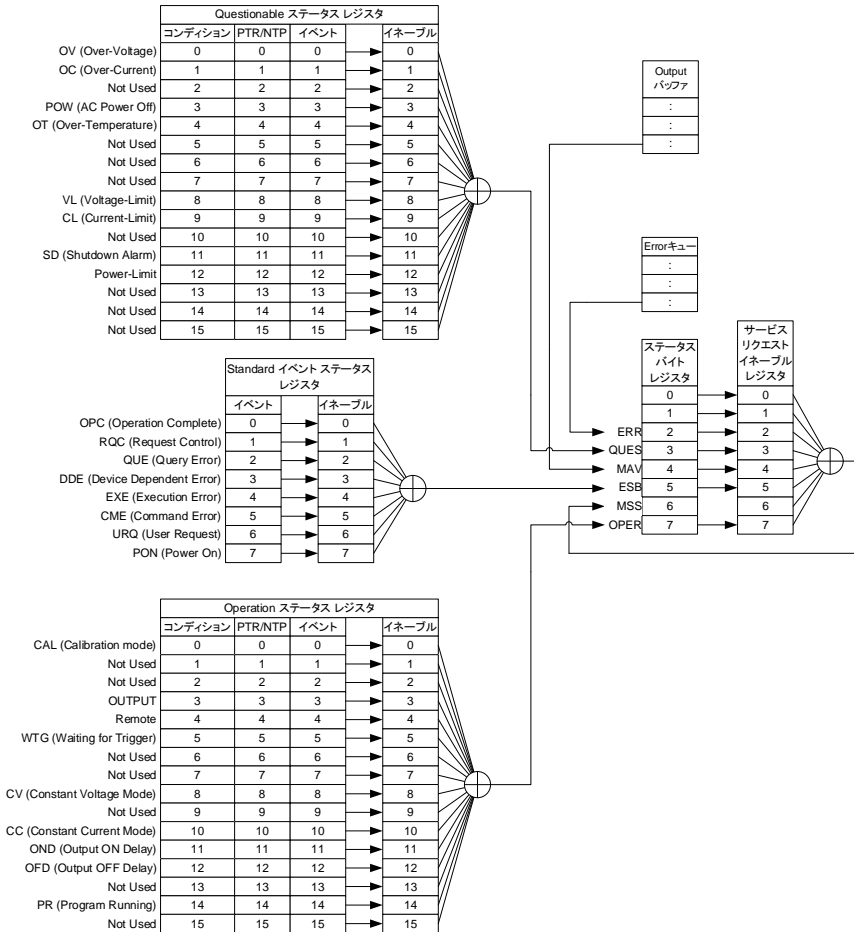 Questionable ステータス レジスタ
コンディション PTR/NTP イベント イネーブル
OV (Over-Voltage) 0 0 0 0
OC (Over-Current) 1 1 1 1
Not Used 2 2 2 2
POW (AC Power Off) 3 3 3 3
OT (Over-Temperature) 4 4 4 4
Not Used 5 5 5 5
Not Used 6 6 6 6
Not Used 7 7 7 7
VL (Voltage-Limit) 8 8 8 8
CL (Current-Limit) 9 9 9 9
Not Used 10 10 10 10
SD (Shutdown Alarm) 11 11 11 11
Power-Limit 12 12 12 12
Not Used 13 13 13 13
Not Used 14 14 14 14
Not Used 15 15 15 15
Output
バッファ
:
:
:
Errorキュー
:
:
:
Standard イベント ステータス
レジスタ
イベント イネーブル
OPC (Operation Complete) 0 0
RQC (Request Control) 1 1
QUE (Query Error) 2 2
DDE (Device Dependent Error) 3 3
EXE (Execution Error) 4 4
CME (Command Error) 5 5
URQ (User Request) 6 6
PON (Power On) 7 7
ステータス
バイト
レジスタ
サービス
リクエスト
イネーブル
レジスタ
0 0
1 1
ERR 2 2
QUES 3 3
MAV 4 4
ESB 5 5
MSS 6 6
OPER 7 7
Operation ステータス レジスタ
コンディション PTR/NTP イベント イネーブル
CAL (Calibration mode) 0 0 0 0
Not Used 1 1 1 1
Not Used 2 2 2 2
OUTPUT 3 3 3 3
Remote 4 4 4 4
WTG (Waiting for Trigger) 5 5 5 5
Not Used 6 6 6 6
Not Used 7 7 7 7
CV (Constant Voltage Mode) 8 8 8 8
Not Used 9 9 9 9
CC (Constant Current Mode) 10 10 10 10
OND (Output ON Delay) 11 11 11 11
OFD (Output OFF Delay) 12 12 12 12
Not Used 13 13 13 13
PR (Program Running) 14 14 14 14
Not Used 15 15 15 15